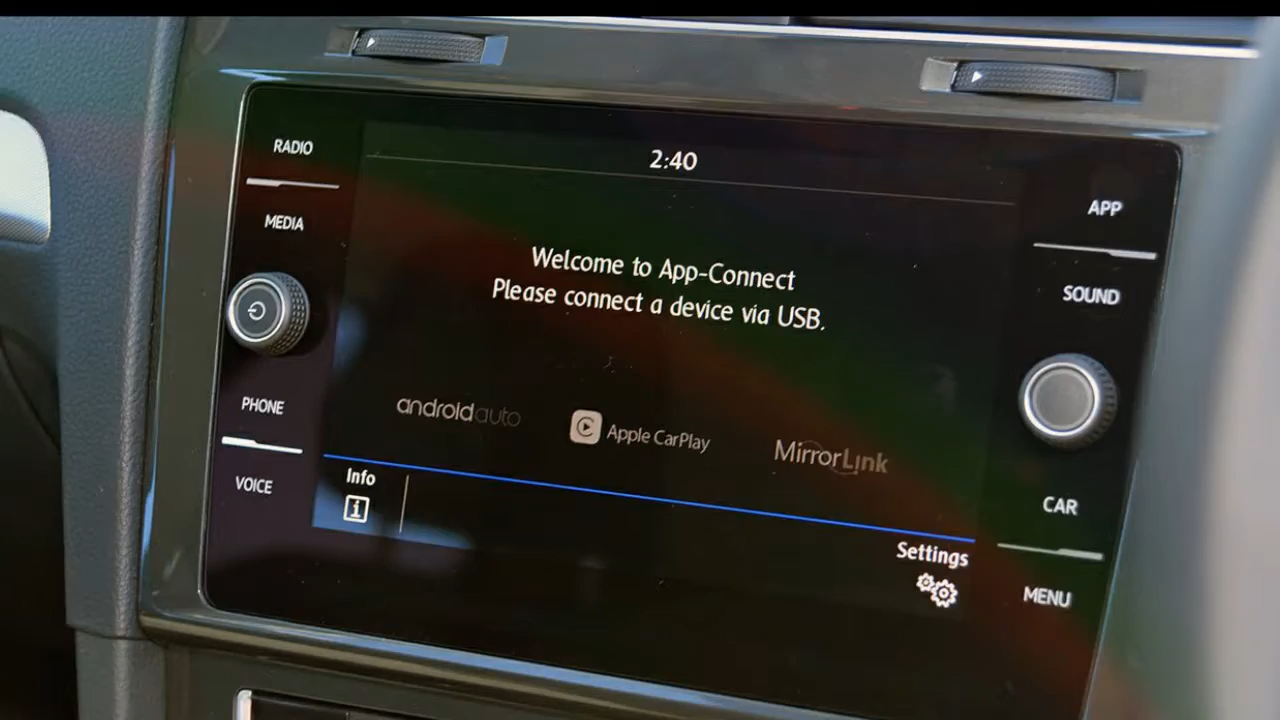 RADIO
MEDIA
PHONE
VOICE
2:40
Welcome to App-Connect
Please connect a device via USB.
androidauto
Apple CarPlay
MirrorLink
Info
i
Settings
APP
SOUND
CAR
MENU